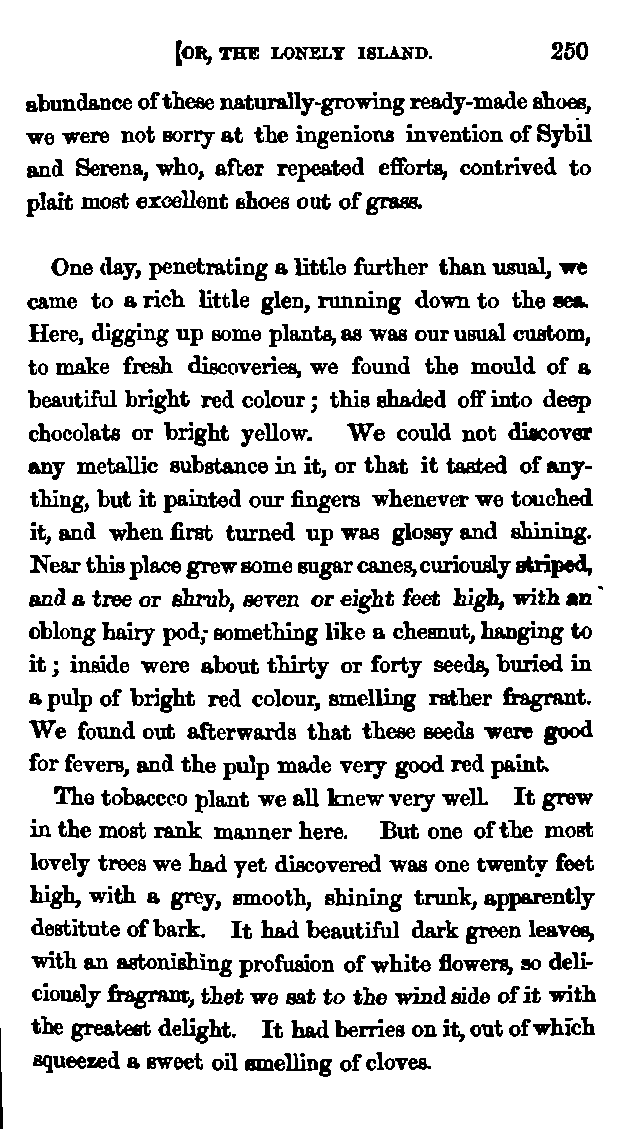 [OR, THE LONELY ISLAND. 250
abundance of these naturally-growing ready-made shoes,
we were not sorry at the ingenious invention of Sybil
and Serena, who, after repeated efforts, contrived to
plait most excellent shoes out of grass.
One day, penetrating a little further than usual, we
came to a rich little glen, running down to the sea.
Here, digging up some plants, as was our usual custom,
to make fresh discoveries, we found the mould of a
beautiful bright red colour; this shaded off into deep
chocolats or bright yellow. We could not discover
any metallic substance in it, or that it tasted of any-
thing, but it painted our fingers whenever we touched
it, and when first turned up was glossy and shining.
Near this place grew some sugar canes, curiously striped,
and a tree or shrub, seven or eight feet high, with an
oblong hairy pod; something like a chesnut, hanging to
it; inside were about thirty or forty seeds, buried in
a pulp of bright red colour, smelling rather fragrant.
We found out afterwards that these seeds were good
for fevers, and the pulp made very good red paint.
The tobaccco plant we all knew very well. It grew
in the most rank manner here. But one of the most
lovely trees we had yet discovered was one twenty feet
high, with a grey, smooth, shining trunk, apparently
destitute of bark. It had beautiful dark green leaves,
with an astonishing profusion of white flowers, so deli-
ciously fragrant, thet we sat to the wind side of it with
the greatest delight. It had berries on it, out of which
squeezed a sweet oil smelling of cloves.